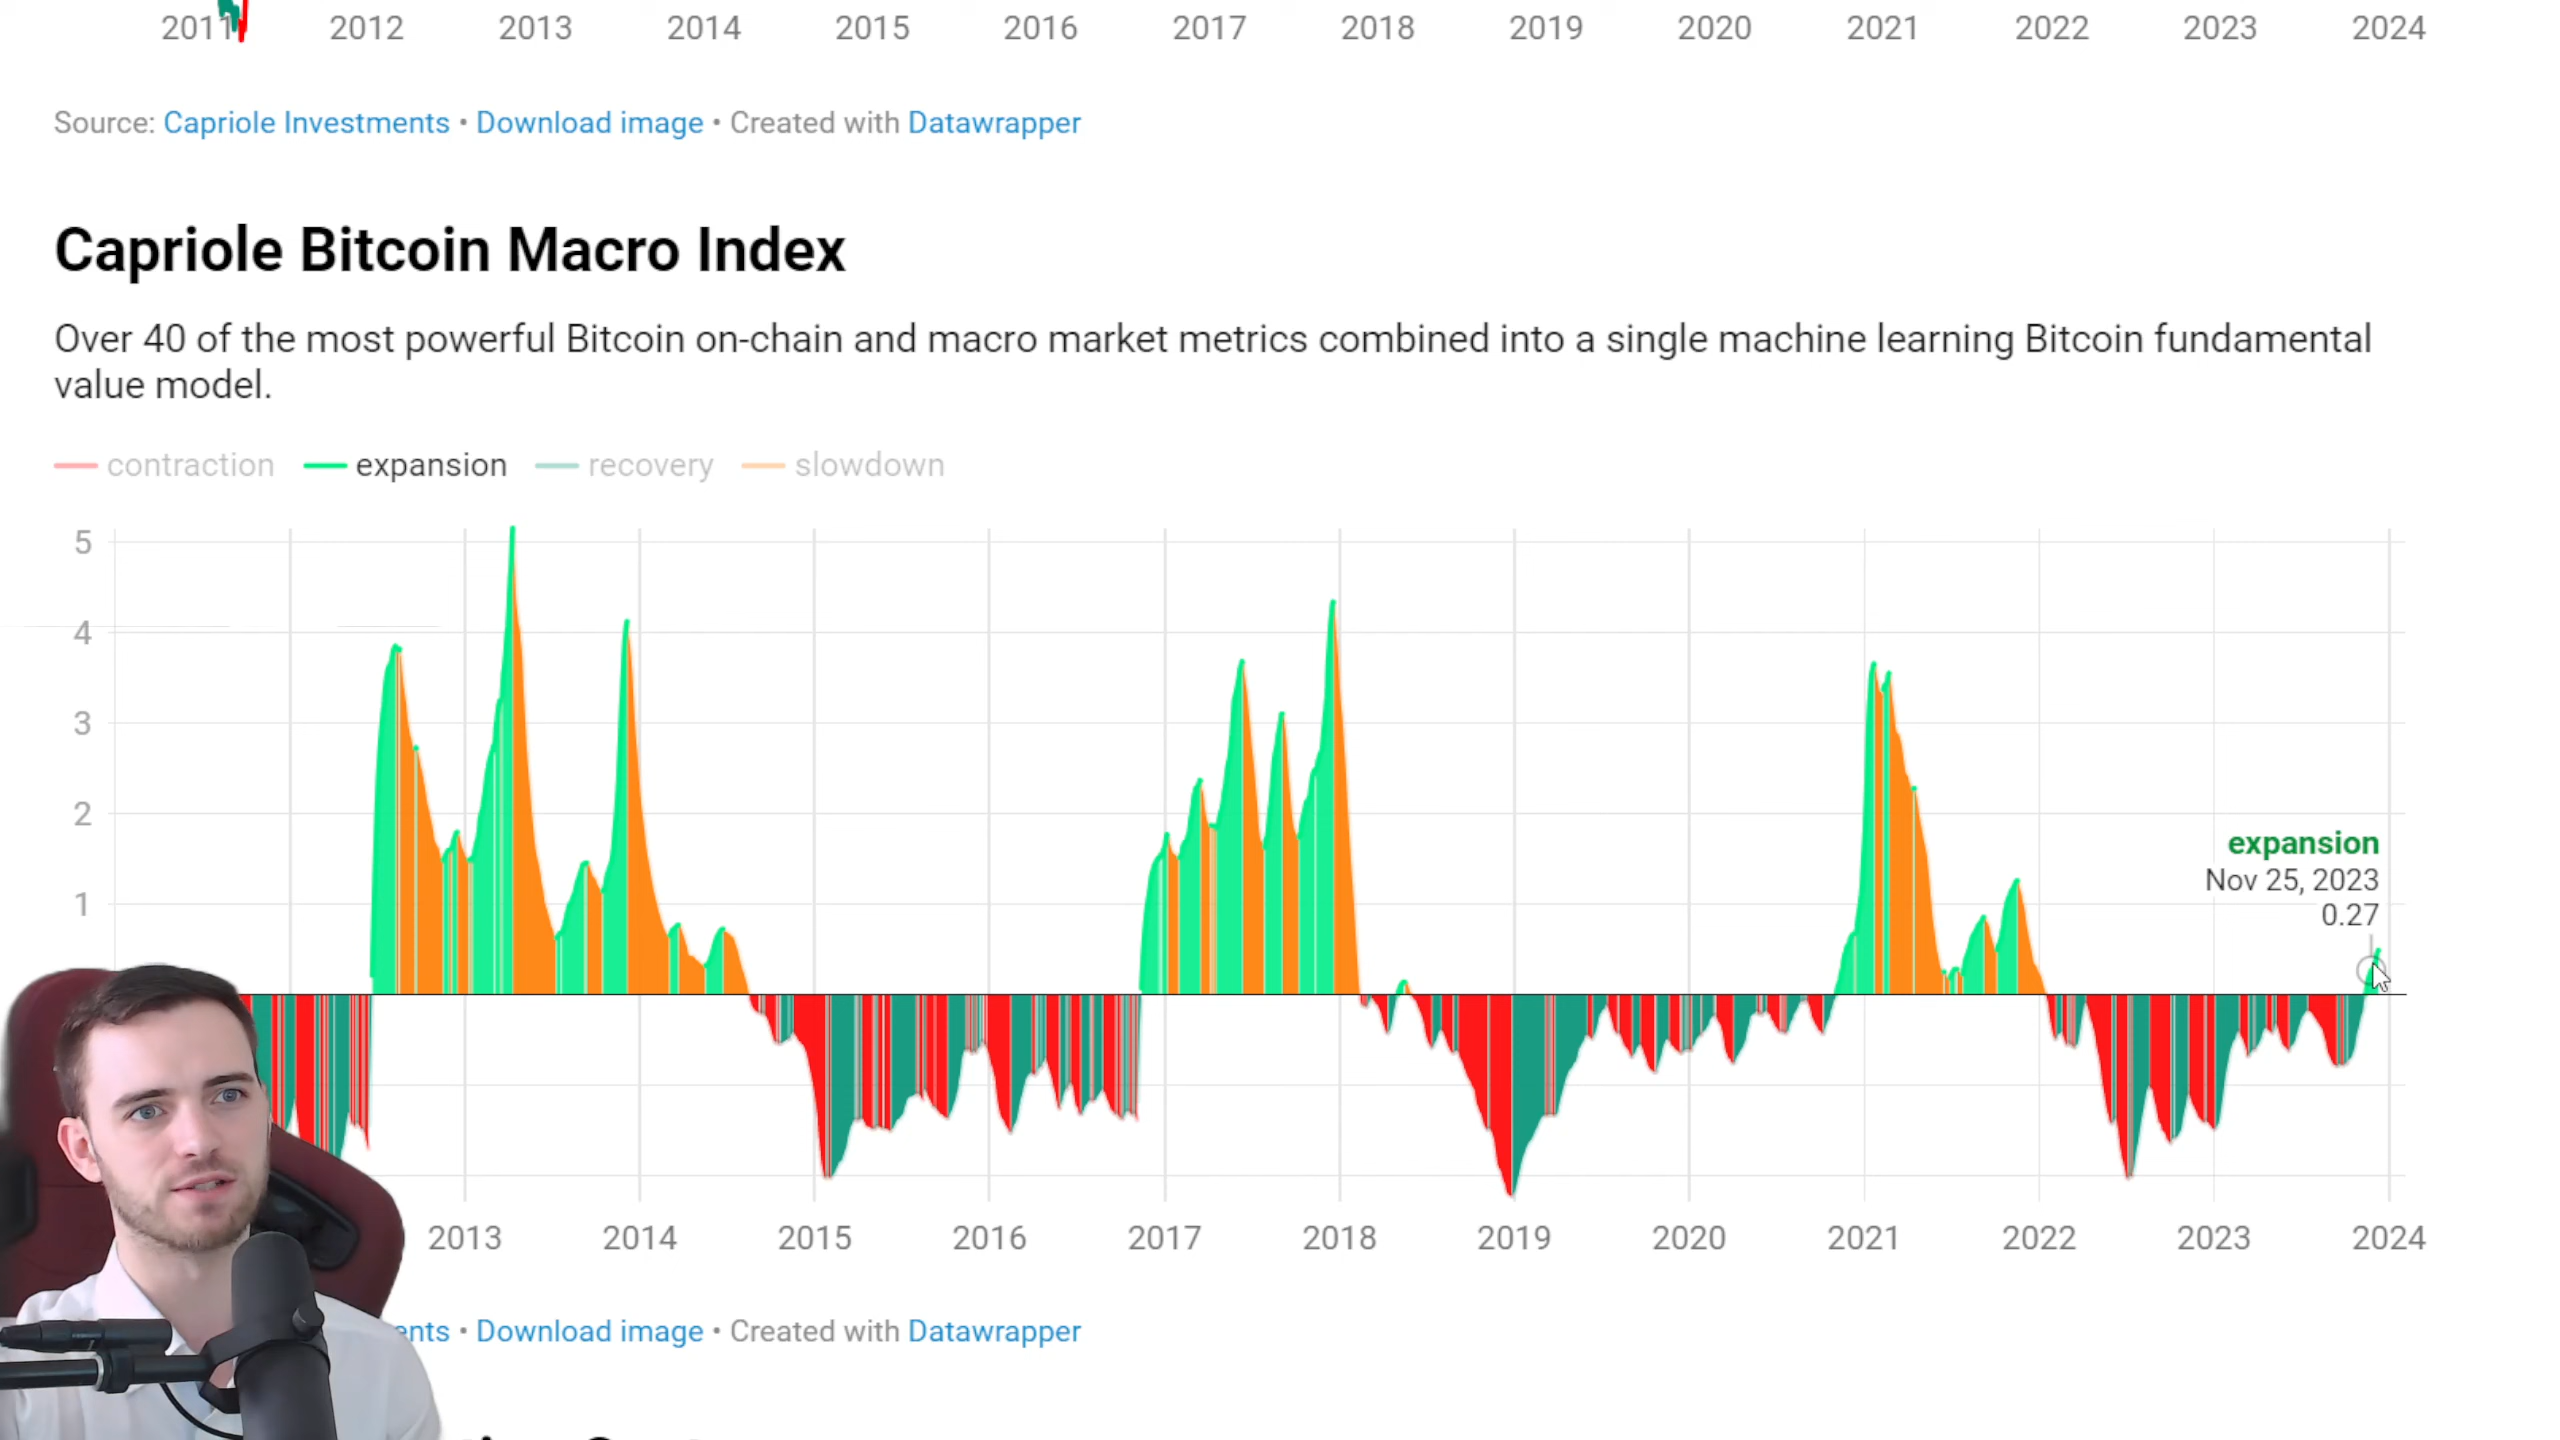 2011 2012 2013 2014 2015 2016 2017 2018 2019 2020 2021 2022 2023 2024
Source: Capriole Investments • Download image • Created with Datawrapper
Capriole Bitcoin Macro Index
Over 40 of the most powerful Bitcoin on-chain and macro market metrics combined into a single machine learning Bitcoin fundamental
value model.
contraction expansion recovery slowdown
5
4
3
2
1
expansion
Nov 25, 2023
0.27
2013 2014 2015 2016 2017 2018 2019 2020 2021 2022 2023 2024
ents • Download image • Created with Datawrapper